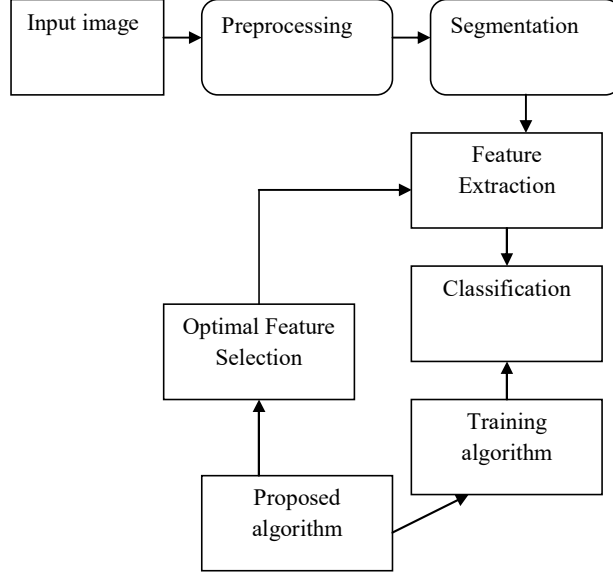 Input image
Preprocessing
Segmentation
Feature
Extraction
Classification
Optimal Feature
Selection
Training
algorithm
Proposed
algorithm